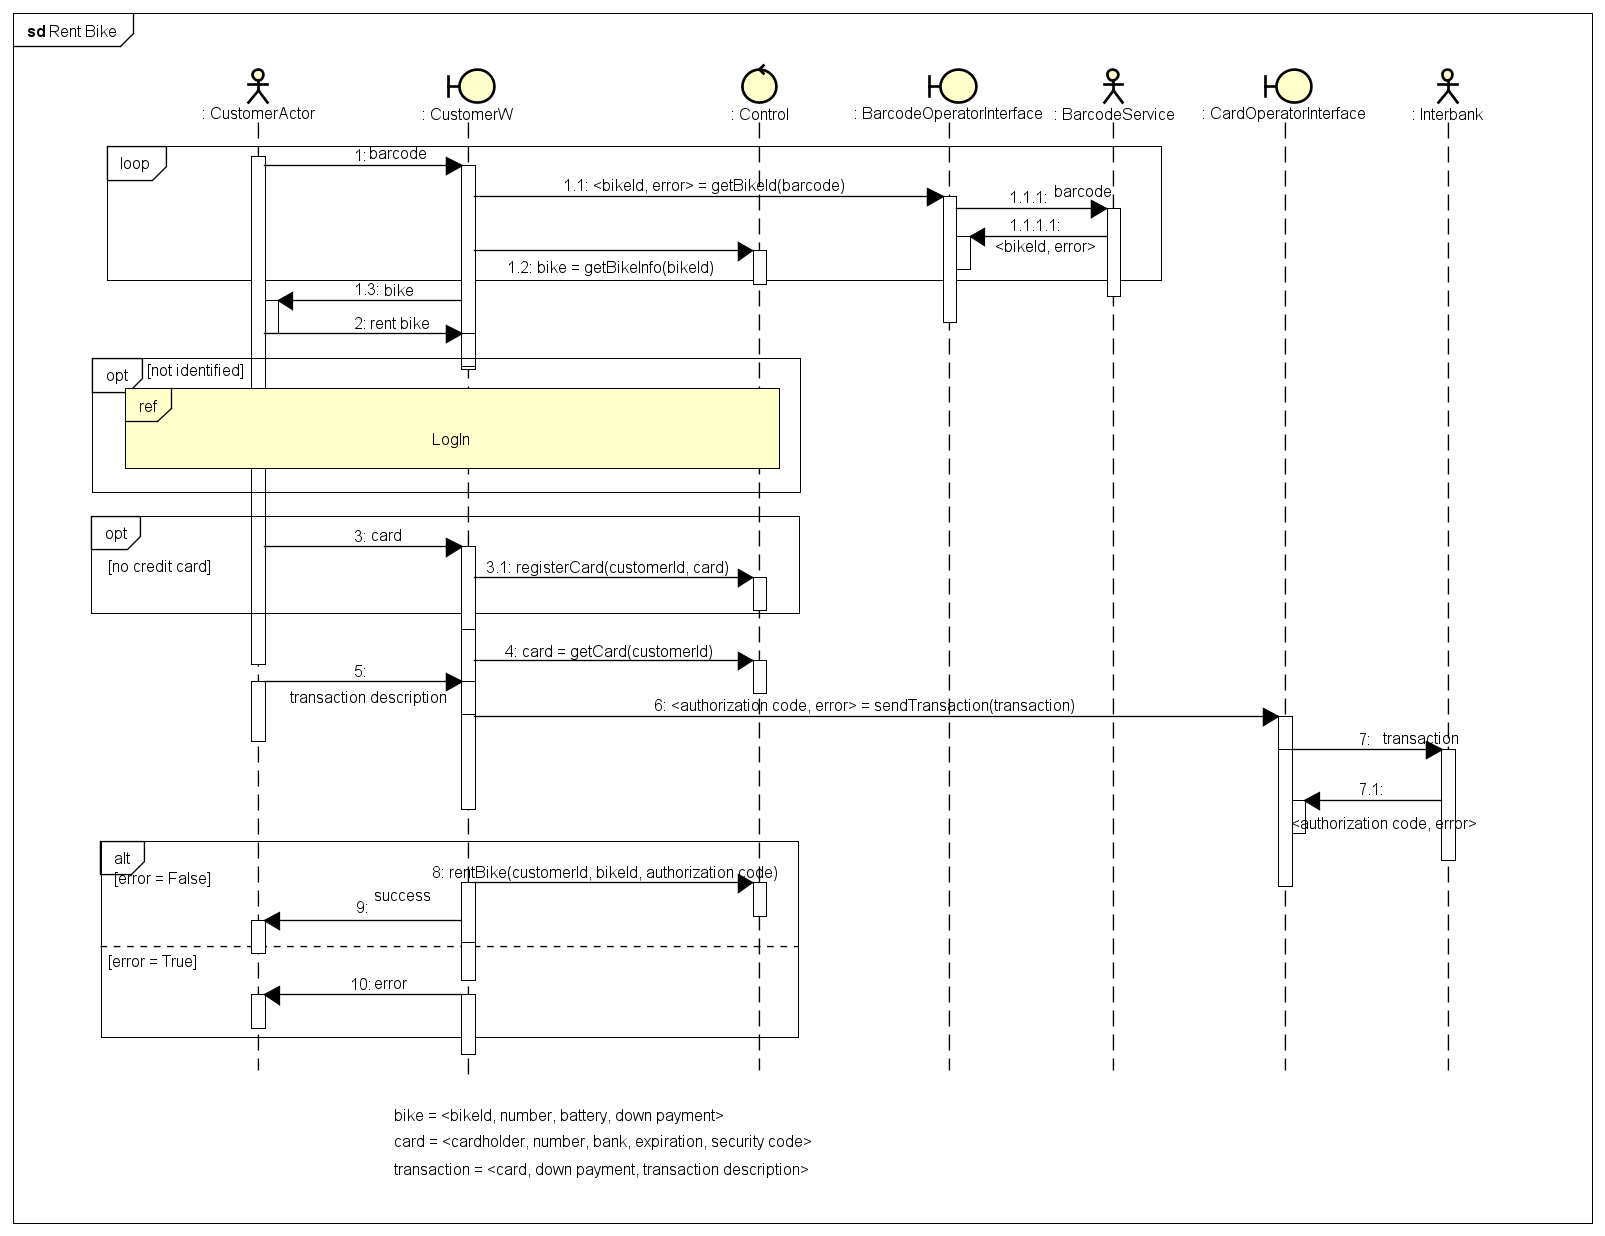 sd Rent Bike
: CustomerActor
: CustomerW
: Control
: BarcodeOperatorInterface
: BarcodeService
: CardOperatorInterface
: Interbank
loop
1: barcode
1.1: <bikeId, error> = getBikeId(barcode)
1.1.1: barcode
1.1.1.1:
<bikeId, error>
1.2: bike = getBikeInfo(bikeId)
1.3: bike
2: rent bike
opt
[not identified]
ref
LogIn
opt
3: card
[no credit card]
3.1: registerCard(customerId, card)
4: card = getCard(customerId)
5:
transaction description
6: <authorization code, error> = sendTransaction(transaction)
7: transaction
7.1:
<authorization code, error>
alt
[error = False]
8: rentBike(customerId, bikeId, authorization code)
success
9:
[error = True]
10: error
bike = <bikeId, number, battery, down payment>
card = <cardholder, number, bank, expiration, security code>
transaction = <card, down payment, transaction description>